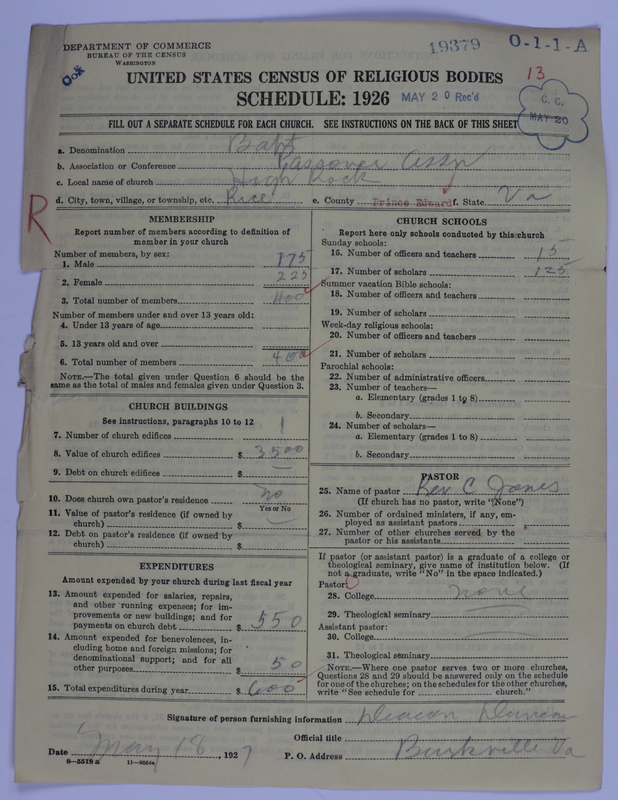 DEPARTMENT OF COMMERCE
BUREAU OF THE CENSUS
WASHINGTON
19379
O-1-1-A
13
UNITED STATES CENSUS OF RELIGIOUS BODIES
SCHEDULE: 1926
MAY 20 Rec'd
C. C.
MAY 20
FILL OUT A SEPARATE SCHEDULE FOR EACH CHURCH. SEE INSTRUCTIONS ON THE BACK OF THIS SHEET
a. Denomination Bapt
b. Association or Conference Passover Assn
c. Local name of church High Rock
d. City, town, village, or township, etc. Rice e. County Prince Edward f. State Va
R
MEMBERSHIP
Report number of members according to definition of
member in your church
Number of members, by sex:
1. Male 175
2. Female 225
3. Total number of members 400
Number of members under and over 13 years old:
4. Under 13 years of age
5. 13 years old and over
6. Total number of members 400
NOTE.—The total given under Question 6 should be the
same as the total of males and females given under Question 3.
CHURCH BUILDINGS
See instructions, paragraphs 10 to 12
7. Number of church edifices 1
8. Value of church edifices $ 3500
9. Debt on church edifices $ —
10. Does church own pastor's residence no
Yes or No
11. Value of pastor's residence (if owned by
church) $
12. Debt on pastor's residence (if owned by
church) $
EXPENDITURES
Amount expended by your church during last fiscal year
13. Amount expended for salaries, repairs,
and other running expenses; for im-
provements or new buildings; and for
payments on church debt $ 550
14. Amount expended for benevolences, in-
cluding home and foreign missions; for
denominational support; and for all
other purposes 50
15. Total expenditures during year $ 600
CHURCH SCHOOLS
Report here only schools conducted by this church
Sunday schools:
16. Number of officers and teachers 15
17. Number of scholars 125
Summer vacation Bible schools:
18. Number of officers and teachers
19. Number of scholars
Week-day religious schools:
20. Number of officers and teachers
21. Number of scholars
Parochial schools:
22. Number of administrative officers
23. Number of teachers—
a. Elementary (grades 1 to 8)
b. Secondary
24. Number of scholars—
a. Elementary (grades 1 to 8)
b. Secondary
PASTOR
25. Name of pastor Rev C Jones
(If church has no pastor, write "None")
26. Number of ordained ministers, if any, em-
ployed as assistant pastors
27. Number of other churches served by the
pastor or his assistants
If pastor (or assistant pastor) is a graduate of a college or
theological seminary, give name of institution below. (If
not a graduate, write "No" in the space indicated.)
Pastor:
28. College none
29. Theological seminary
Assistant pastor:
30. College
31. Theological seminary
NOTE.—Where one pastor serves two or more churches,
Questions 28 and 29 should be answered only on the schedule
for one of the churches; on the schedules for the other churches,
write "See schedule for church."
Signature of person furnishing information Deacon
Official title
Date May 18, 1927 P. O. Address Burkville Va
8—5518 a 11—9054a